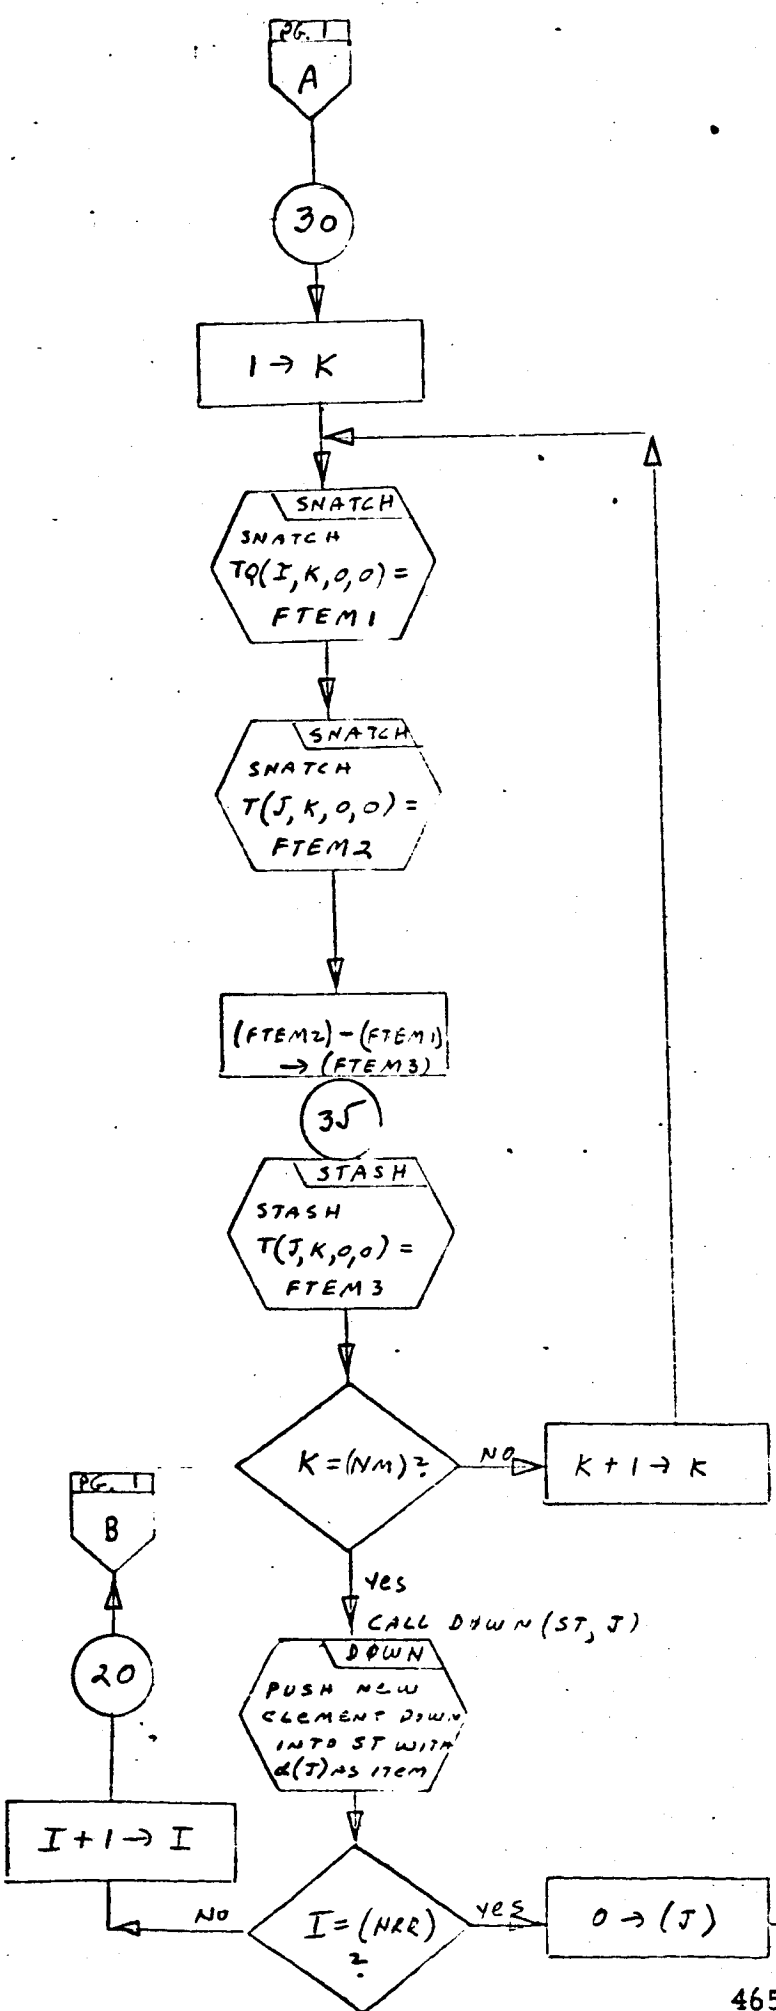 PG. 1
A
30
1 → K
SNATCH
SNATCH
TQ(I, K, 0, 0) =
FTEM1
SNATCH
SNATCH
T(J, K, 0, 0) =
FTEM2
(FTEM2) - (FTEM1)
→ (FTEM3)
35
STASH
STASH
T(J, K, 0, 0) =
FTEM3
K = (NM)?
NO
K + 1 → K
yes
CALL DOWN (ST, J)
DOWN
PUSH NEW
ELEMENT DOWN
INTO ST WITH
α(J) AS ITEM
PG. 1
B
20
I + 1 → I
NO
I = (NRR)
?
yes
0 → (J)
465